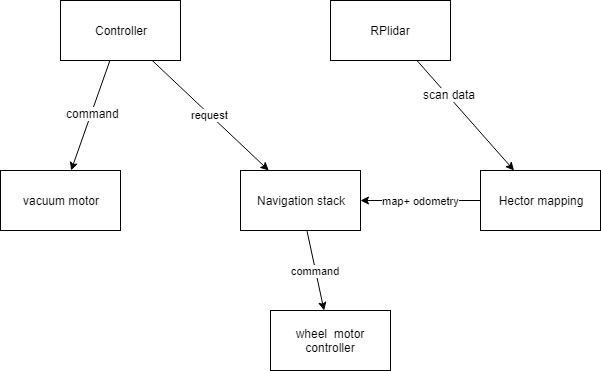 Controller
RPlidar
command
request
scan data
vacuum motor
Navigation stack
map+ odometry
Hector mapping
command
wheel motor
controller